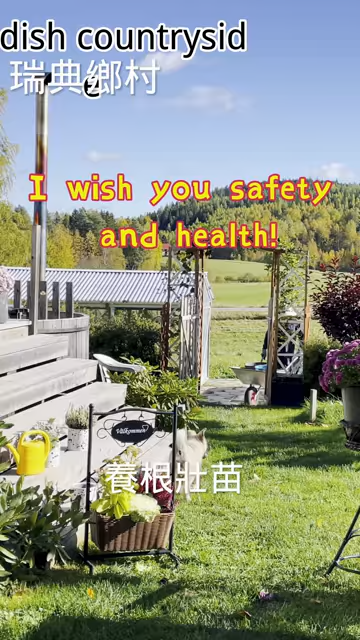 dish countrysid
e
瑞典鄉村
I wish you safety
and health!
Välkommen
養根壯苗